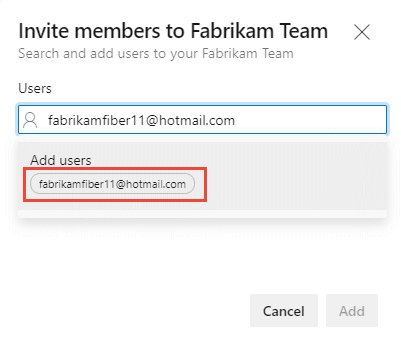 Invite members to Fabrikam Team
Search and add users to your Fabrikam Team
Users
fabrikamfiber11@hotmail.com
Add users
fabrikamfiber11@hotmail.com
Cancel
Add